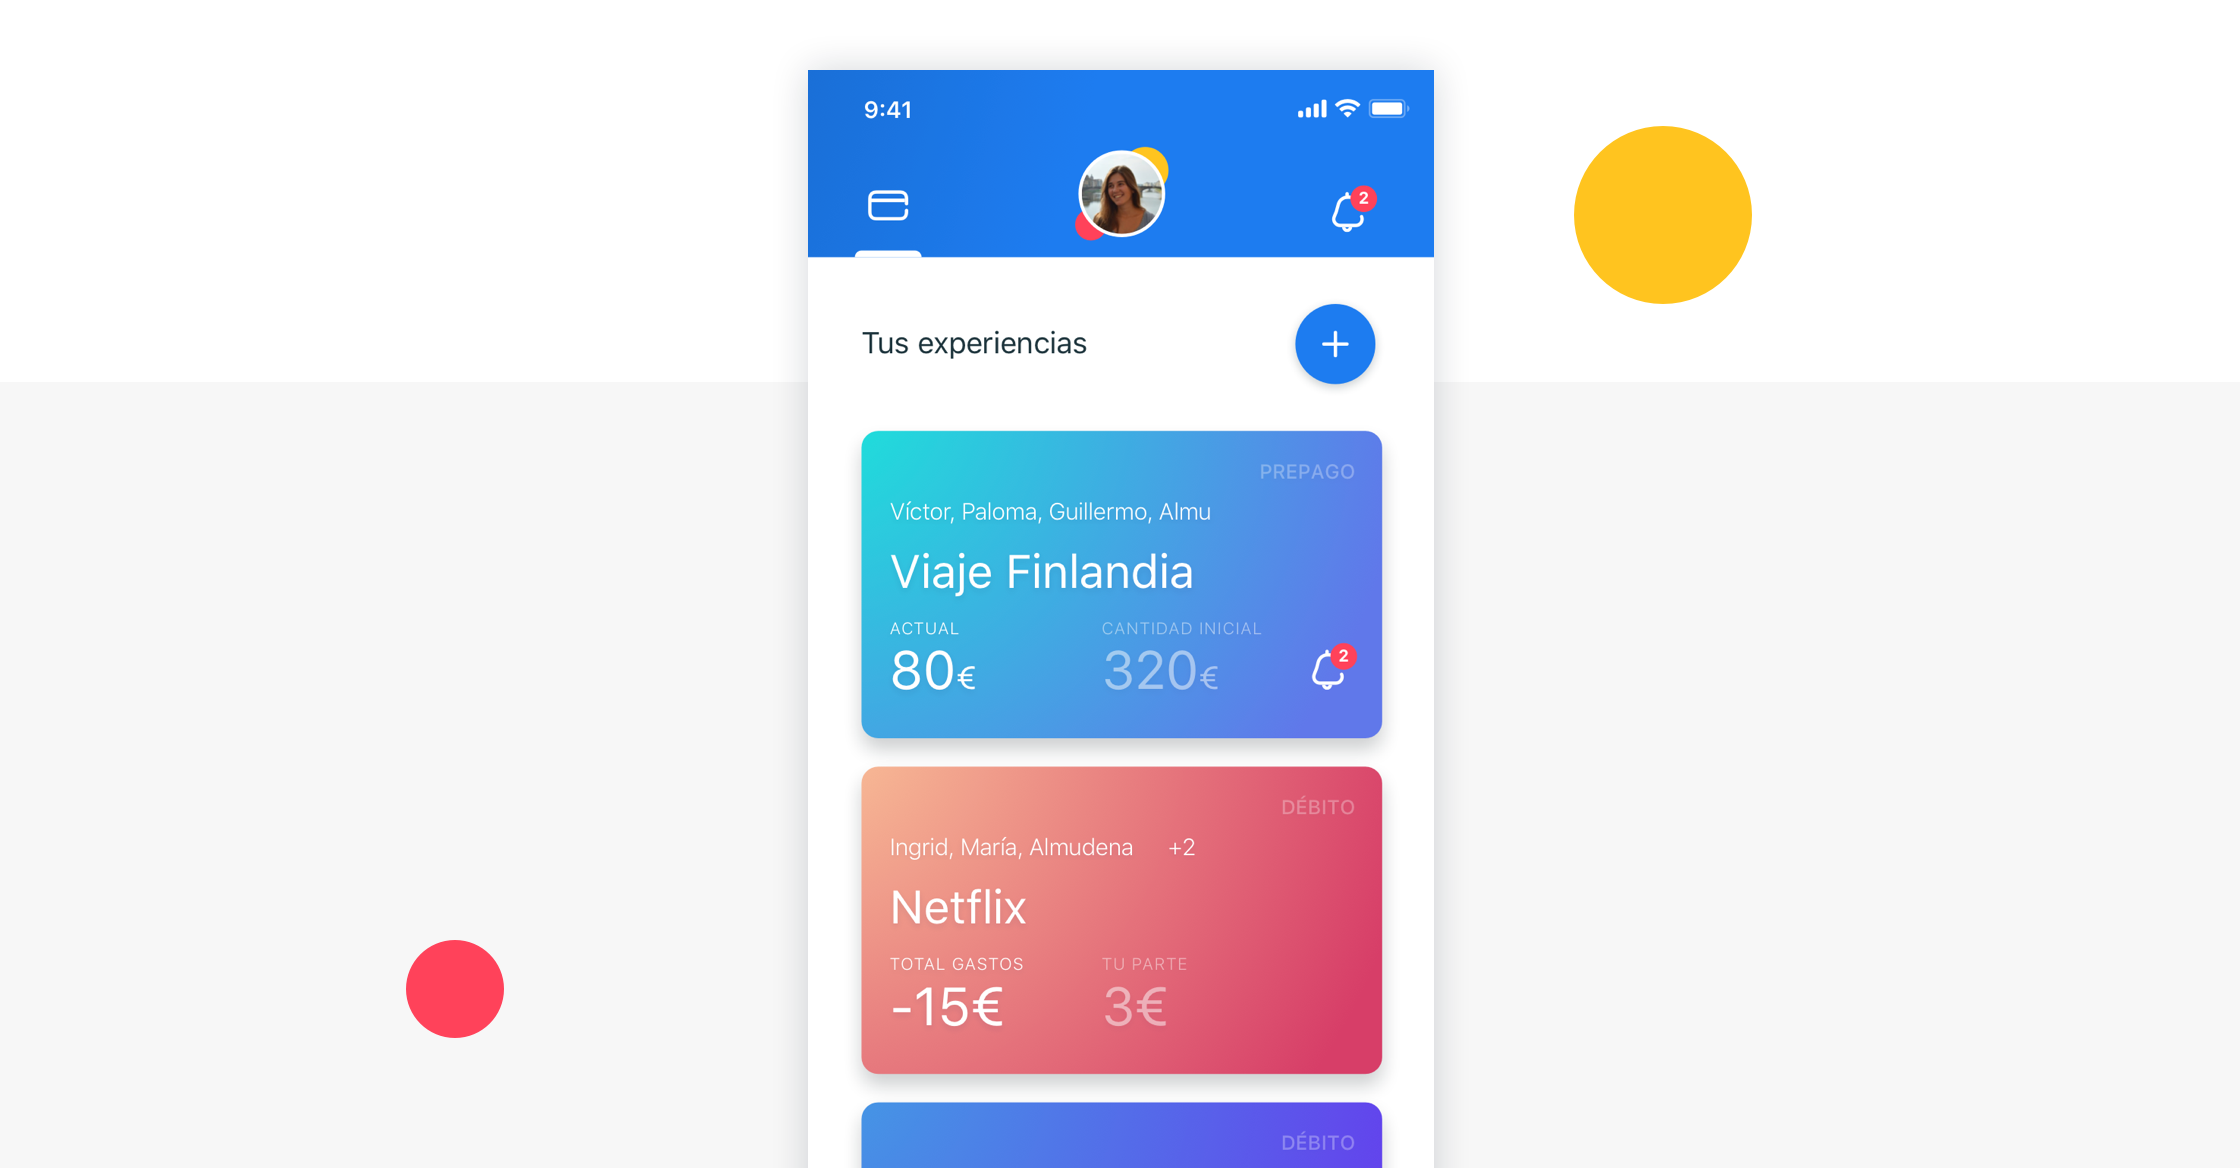 9:41
2
Tus experiencias
+
PREPAGO
Víctor, Paloma, Guillermo, Almu
Viaje Finlandia
ACTUAL CANTIDAD INICIAL
80€ 320€ 2
DÉBITO
Ingrid, María, Almudena +2
Netflix
TOTAL GASTOS TU PARTE
-15€ 3€
DÉBITO